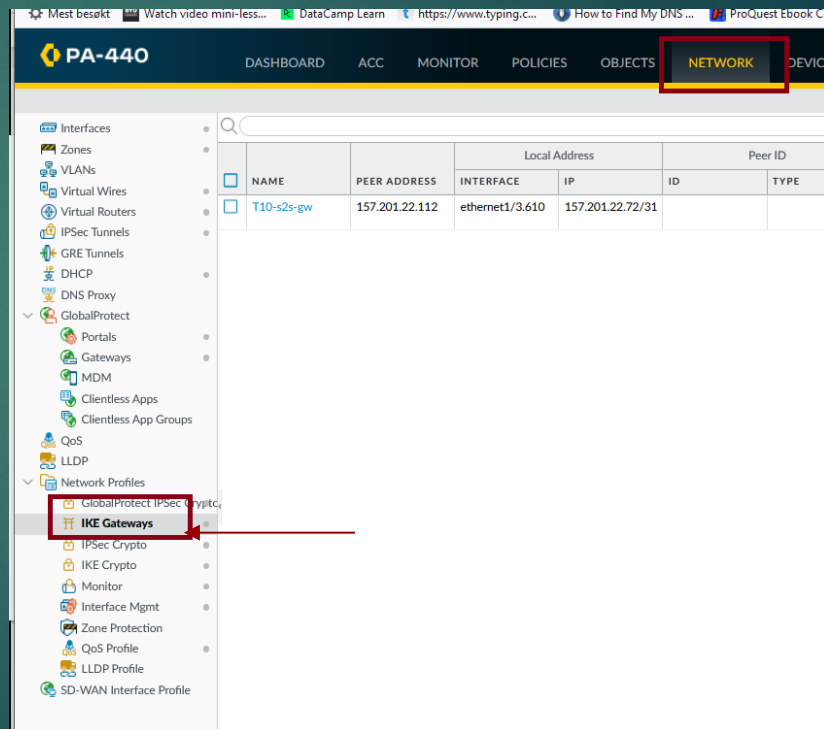 Mest besøkt Watch video mini-less... DataCamp Learn https://www.typing.c... How to Find My DNS ... ProQuest Ebook C
PA-440
DASHBOARD ACC MONITOR POLICIES OBJECTS NETWORK DEVIC
Interfaces
Zones
VLANs
Virtual Wires
Virtual Routers
IPSec Tunnels
GRE Tunnels
DHCP
DNS Proxy
GlobalProtect
Portals
Gateways
MDM
Clientless Apps
Clientless App Groups
QoS
LLDP
Network Profiles
GlobalProtect IPSec Crypto
IKE Gateways
IPSec Crypto
IKE Crypto
Monitor
Interface Mgmt
Zone Protection
QoS Profile
LLDP Profile
SD-WAN Interface Profile
Local Address Peer ID
NAME PEER ADDRESS INTERFACE IP ID TYPE
T10-s2s-gw 157.201.22.112 ethernet1/3.610 157.201.22.72/31